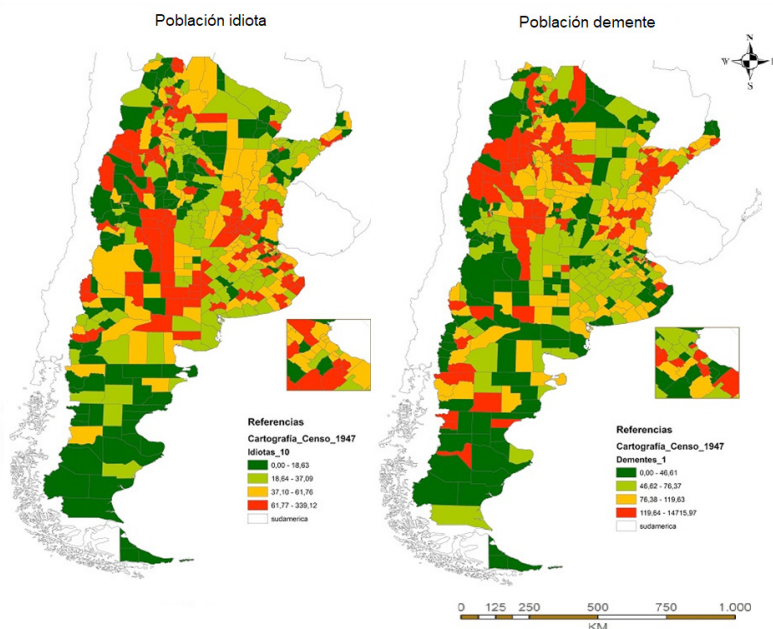 Población idiota
Población demente
N
W
E
S
Referencias
Cartografía_Censo_1947
Idiotas_10
0,00 - 18,63
18,64 - 37,09
37,10 - 61,76
61,77 - 339,12
sudamerica
Referencias
Cartografía_Censo_1947
Dementes_1
0,00 - 46,61
46,62 - 76,37
76,38 - 119,63
119,64 - 14715,97
sudamerica
0 125 250 500 750 1.000
KM